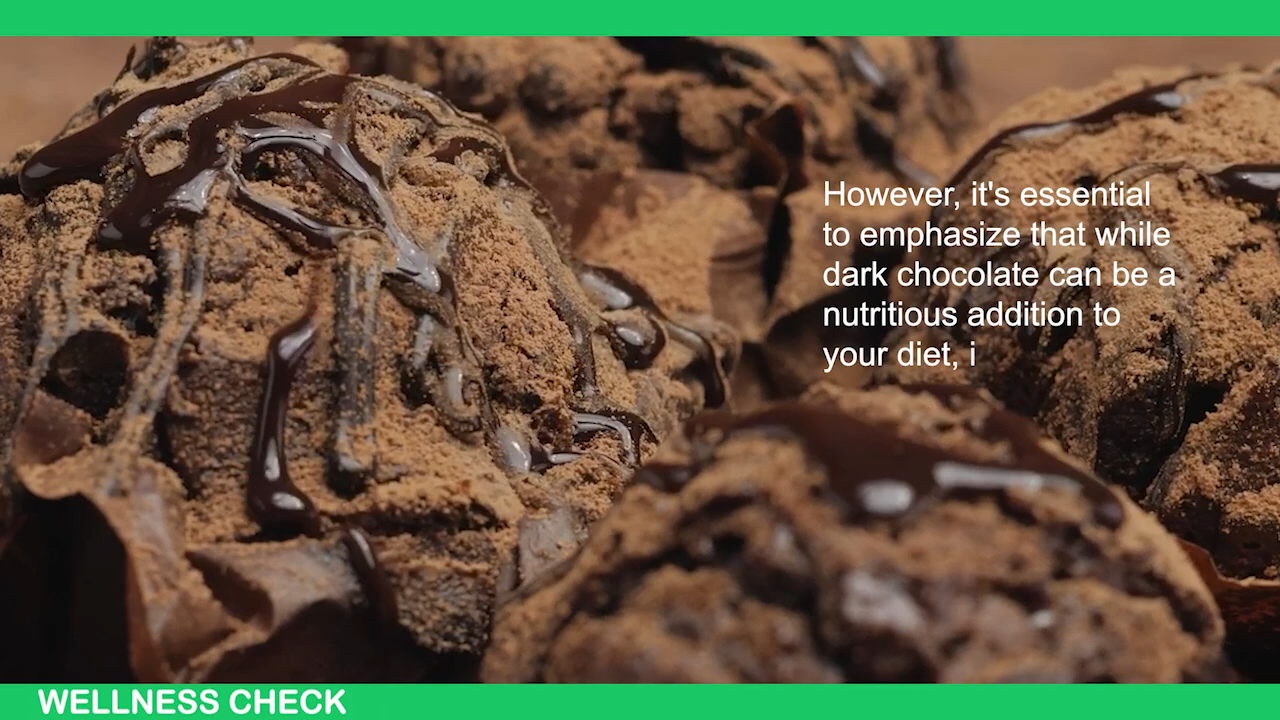 However, it's essential
to emphasize that while
dark chocolate can be a
nutritious addition to
your diet, i
WELLNESS CHECK